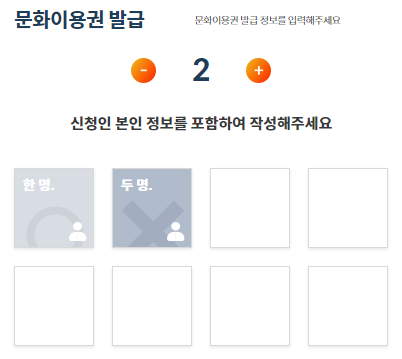 문화이용권 발급
문화이용권 발급 정보를 입력해주세요
- 2 +
신청인 본인 정보를 포함하여 작성해주세요
한 명.
두 명.